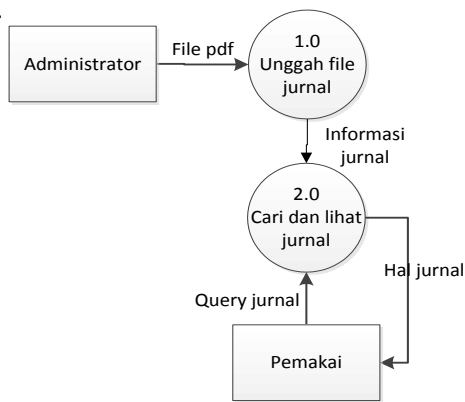 Administrator
File pdf
1.0
Unggah file
jurnal
Informasi
jurnal
2.0
Cari dan lihat
jurnal
Hal jurnal
Query jurnal
Pemakai